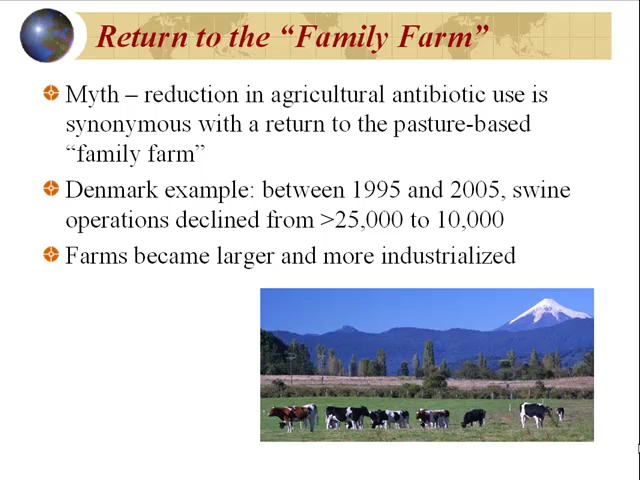 Return to the “Family Farm”
Myth – reduction in agricultural antibiotic use is
synonymous with a return to the pasture-based
“family farm”
Denmark example: between 1995 and 2005, swine
operations declined from >25,000 to 10,000
Farms became larger and more industrialized